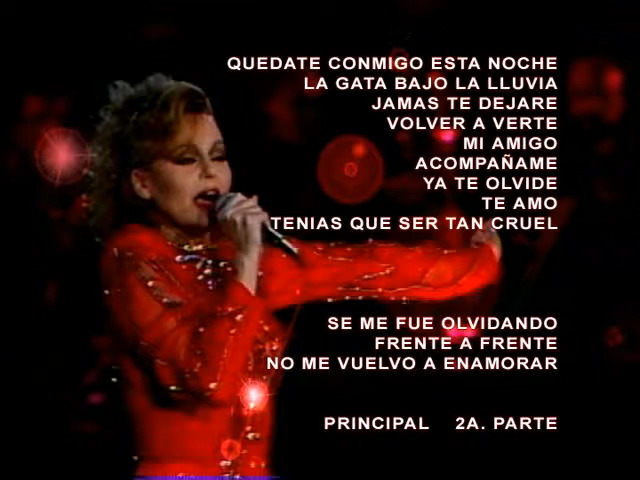 QUEDATE CONMIGO ESTA NOCHE
LA GATA BAJO LA LLUVIA
JAMAS TE DEJARE
VOLVER A VERTE
MI AMIGO
ACOMPAÑAME
YA TE OLVIDE
TE AMO
TENIAS QUE SER TAN CRUEL
SE ME FUE OLVIDANDO
FRENTE A FRENTE
NO ME VUELVO A ENAMORAR
PRINCIPAL 2A. PARTE